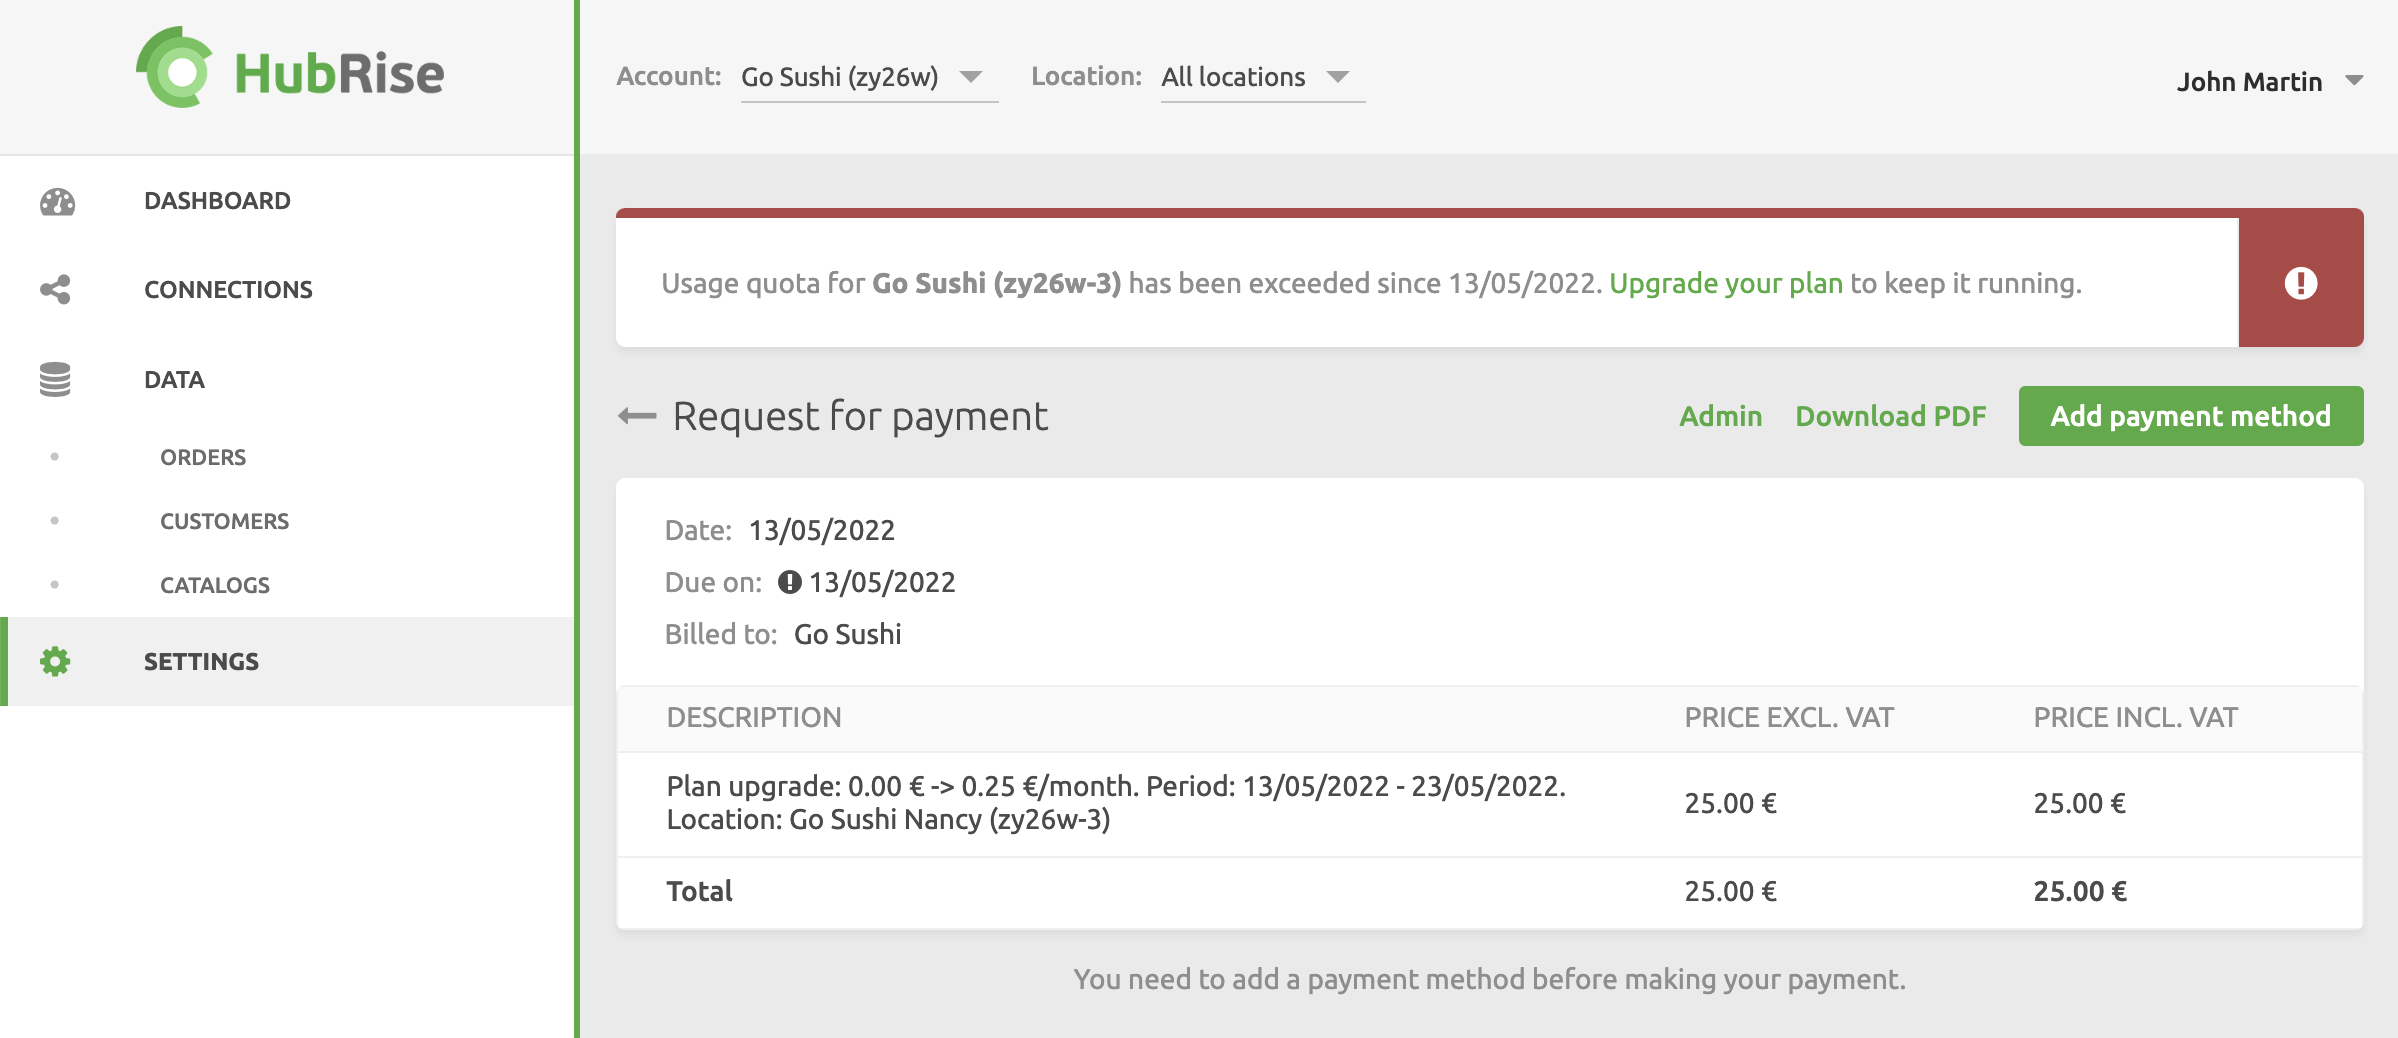 HubRise
Account: Go Sushi (zy26w) Location: All locations
John Martin
DASHBOARD
CONNECTIONS
DATA
ORDERS
CUSTOMERS
CATALOGS
SETTINGS
Usage quota for Go Sushi (zy26w-3) has been exceeded since 13/05/2022. Upgrade your plan to keep it running.
Request for payment
Admin Download PDF Add payment method
Date: 13/05/2022
Due on: 13/05/2022
Billed to: Go Sushi
DESCRIPTION PRICE EXCL. VAT PRICE INCL. VAT
Plan upgrade: 0.00 € -> 0.25 €/month. Period: 13/05/2022 - 23/05/2022.
Location: Go Sushi Nancy (zy26w-3)
25.00 € 25.00 €
Total 25.00 € 25.00 €
You need to add a payment method before making your payment.